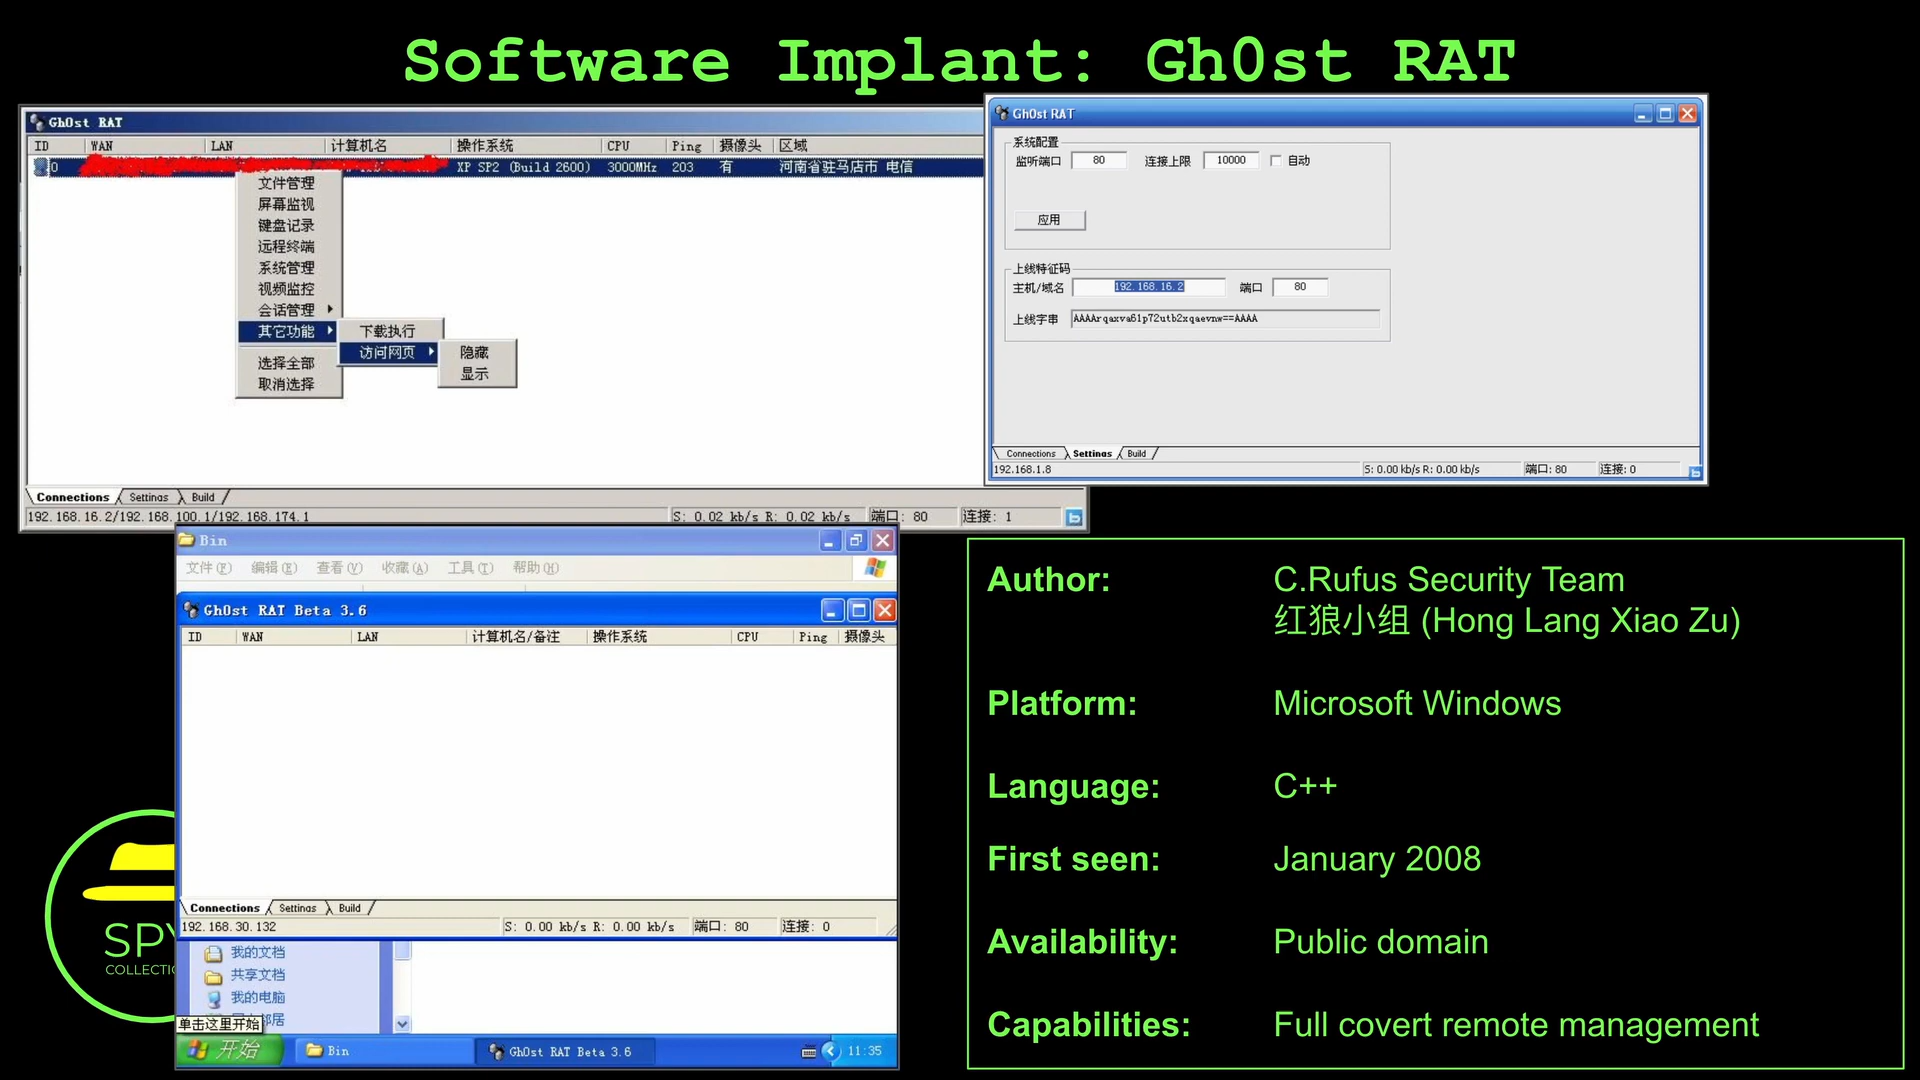 Software Implant: Gh0st RAT
Gh0st RAT
ID WAN LAN 计算机名 操作系统 CPU Ping 摄像头 区域
0 XP SP2 (Build 2600) 3000MHz 203 有 河南省驻马店市 电信
文件管理
屏幕监视
键盘记录
远程终端
系统管理
视频监控
会话管理
其它功能 下载执行
访问网页 隐藏
显示
选择全部
取消选择
Connections Settings Build
192.168.16.2/192.168.100.1/192.168.174.1 S: 0.02 kb/s R: 0.02 kb/s 端口: 80 连接: 1
Gh0st RAT
系统配置
监听端口 80 连接上限 10000 自动
应用
上线特征码
主机/域名 192.168.16.2 端口 80
上线字串 AAAArqaxva61p72utb2xqaevnw==AAAA
Connections Settings Build
192.168.1.8 S: 0.00 kb/s R: 0.00 kb/s 端口: 80 连接: 0
Bin
文件(F) 编辑(E) 查看(V) 收藏(A) 工具(T) 帮助(H)
Gh0st RAT Beta 3.6
ID WAN LAN 计算机名/备注 操作系统 CPU Ping 摄像头
Connections Settings Build
192.168.30.132 S: 0.00 kb/s R: 0.00 kb/s 端口: 80 连接: 0
我的文档
共享文档
我的电脑
邻居
单击这里开始
开始 Bin Gh0st RAT Beta 3.6 11:35
SPY
COLLECTI
Author: C.Rufus Security Team
红狼小组 (Hong Lang Xiao Zu)
Platform: Microsoft Windows
Language: C++
First seen: January 2008
Availability: Public domain
Capabilities: Full covert remote management